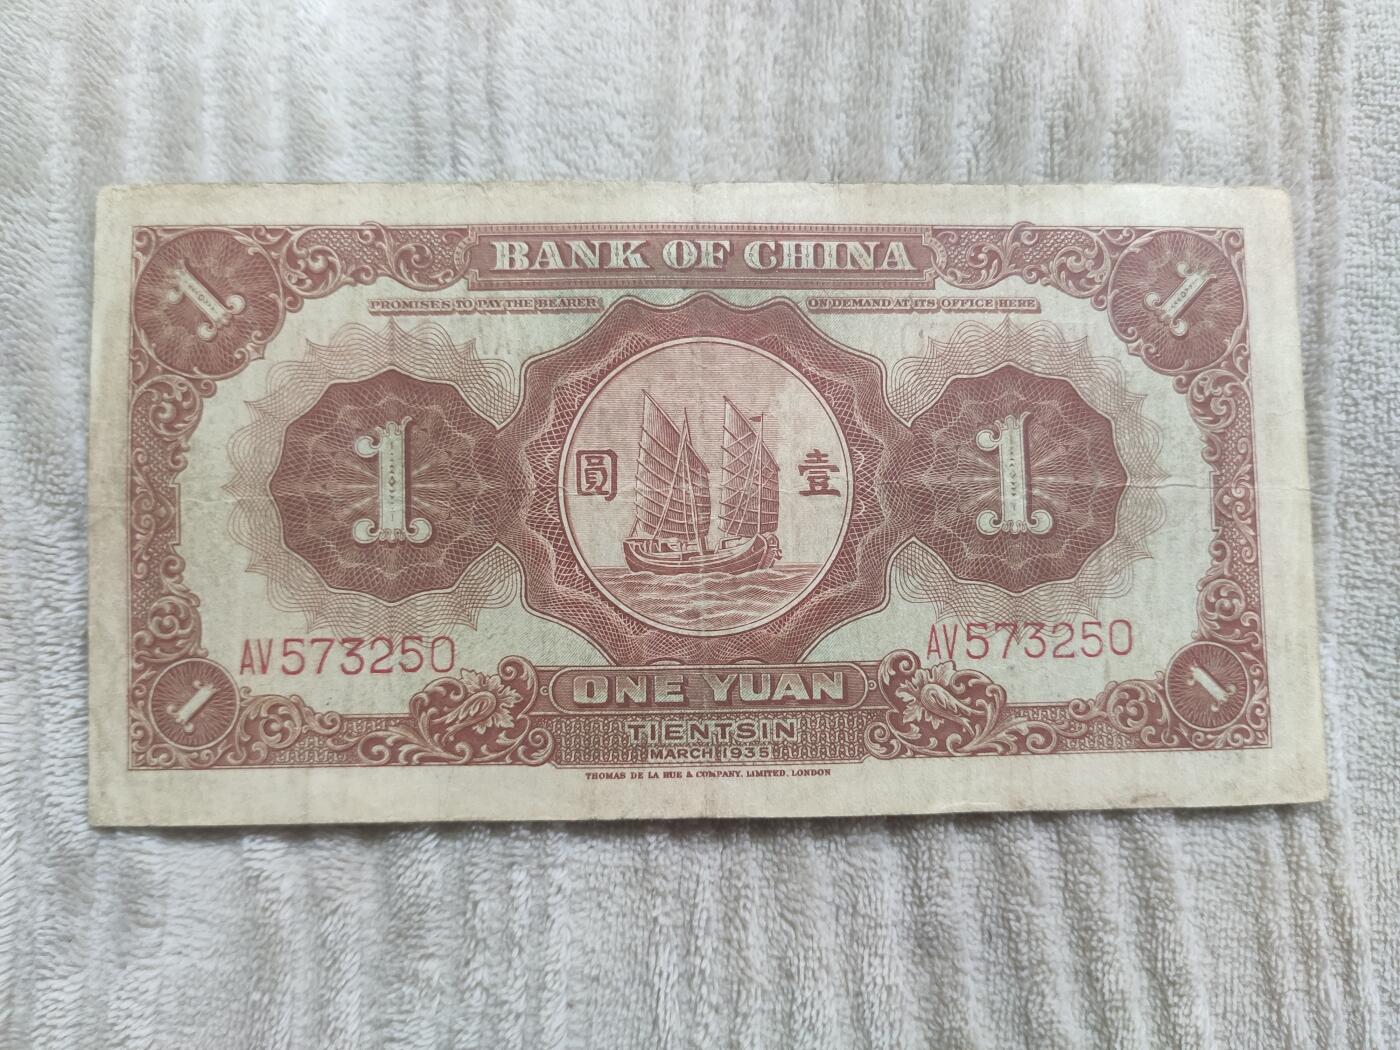 BANK OF CHINA
PROMISES TO PAY THE BEARER ON DEMAND AT ITS OFFICE HERE
1 1
1 圓 壹 1
AV573250 AV573250
1 ONE YUAN 1
TIENTSIN
MARCH 1935
THOMAS DE LA RUE & COMPANY, LIMITED, LONDON